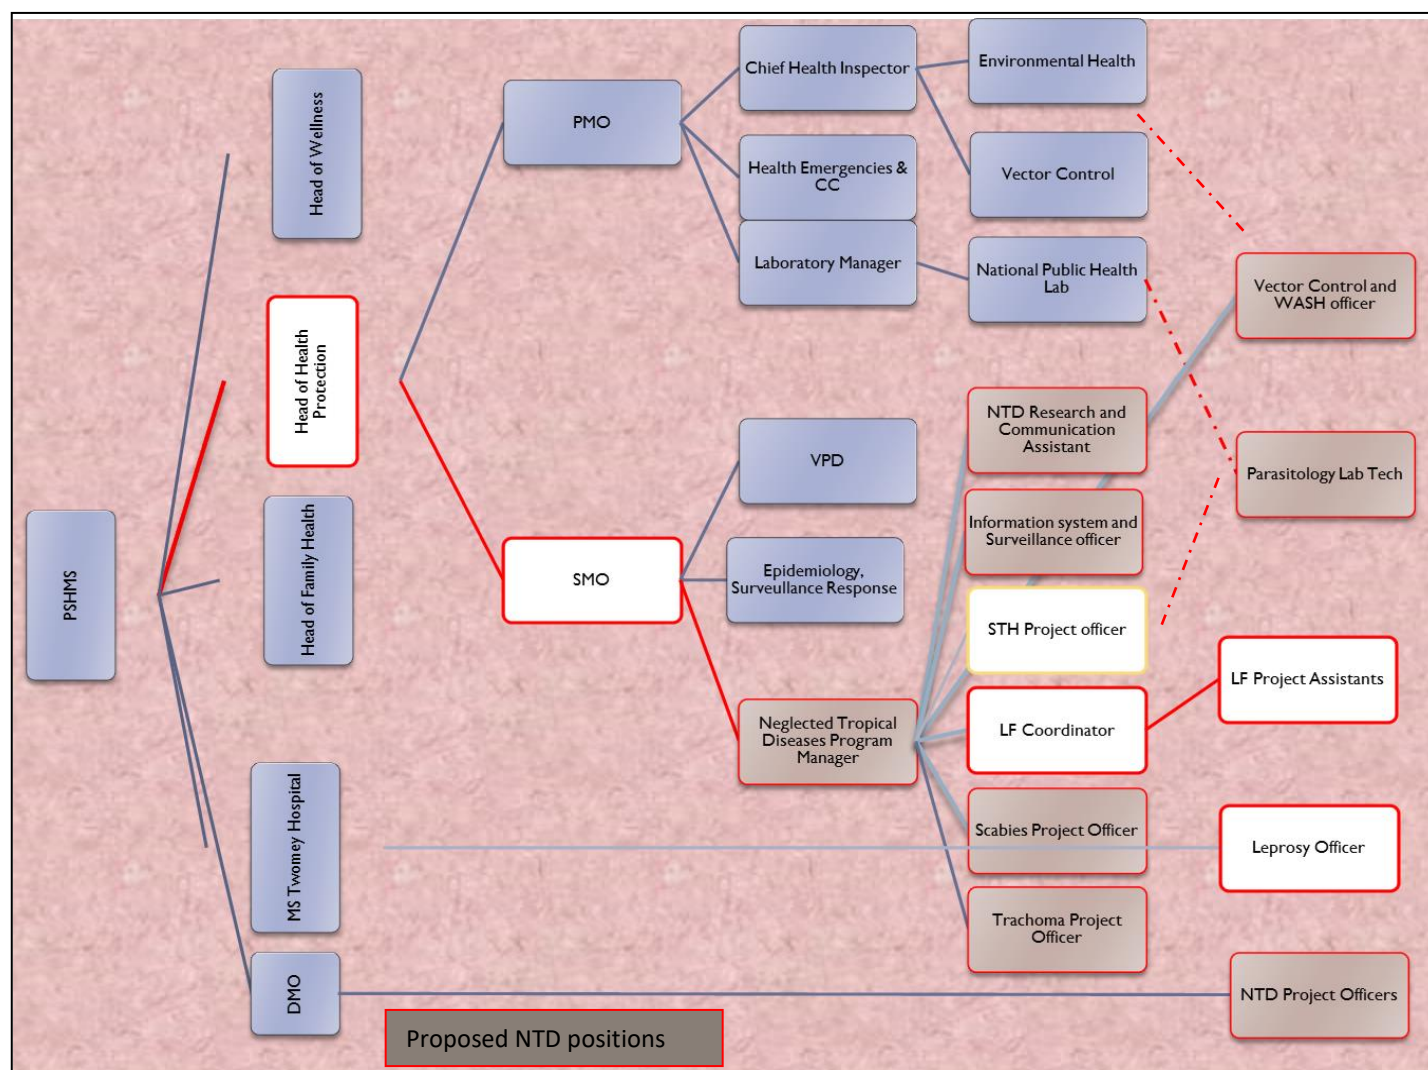 PSHMS
Head of Wellness
Head of Health
Protection
Head of Family Health
MS Twomey Hospital
DMO
PMO
SMO
Chief Health Inspector
Health Emergencies &
CC
Laboratory Manager
VPD
Epidemiology,
Surveullance Response
Neglected Tropical
Diseases Program
Manager
Environmental Health
Vector Control
National Public Health
Lab
NTD Research and
Communication
Assistant
Information system and
Surveillance officer
STH Project officer
LF Coordinator
Scabies Project Officer
Trachoma Project
Officer
Vector Control and
WASH officer
Parasitology Lab Tech
LF Project Assistants
Leprosy Officer
NTD Project Officers
Proposed NTD positions